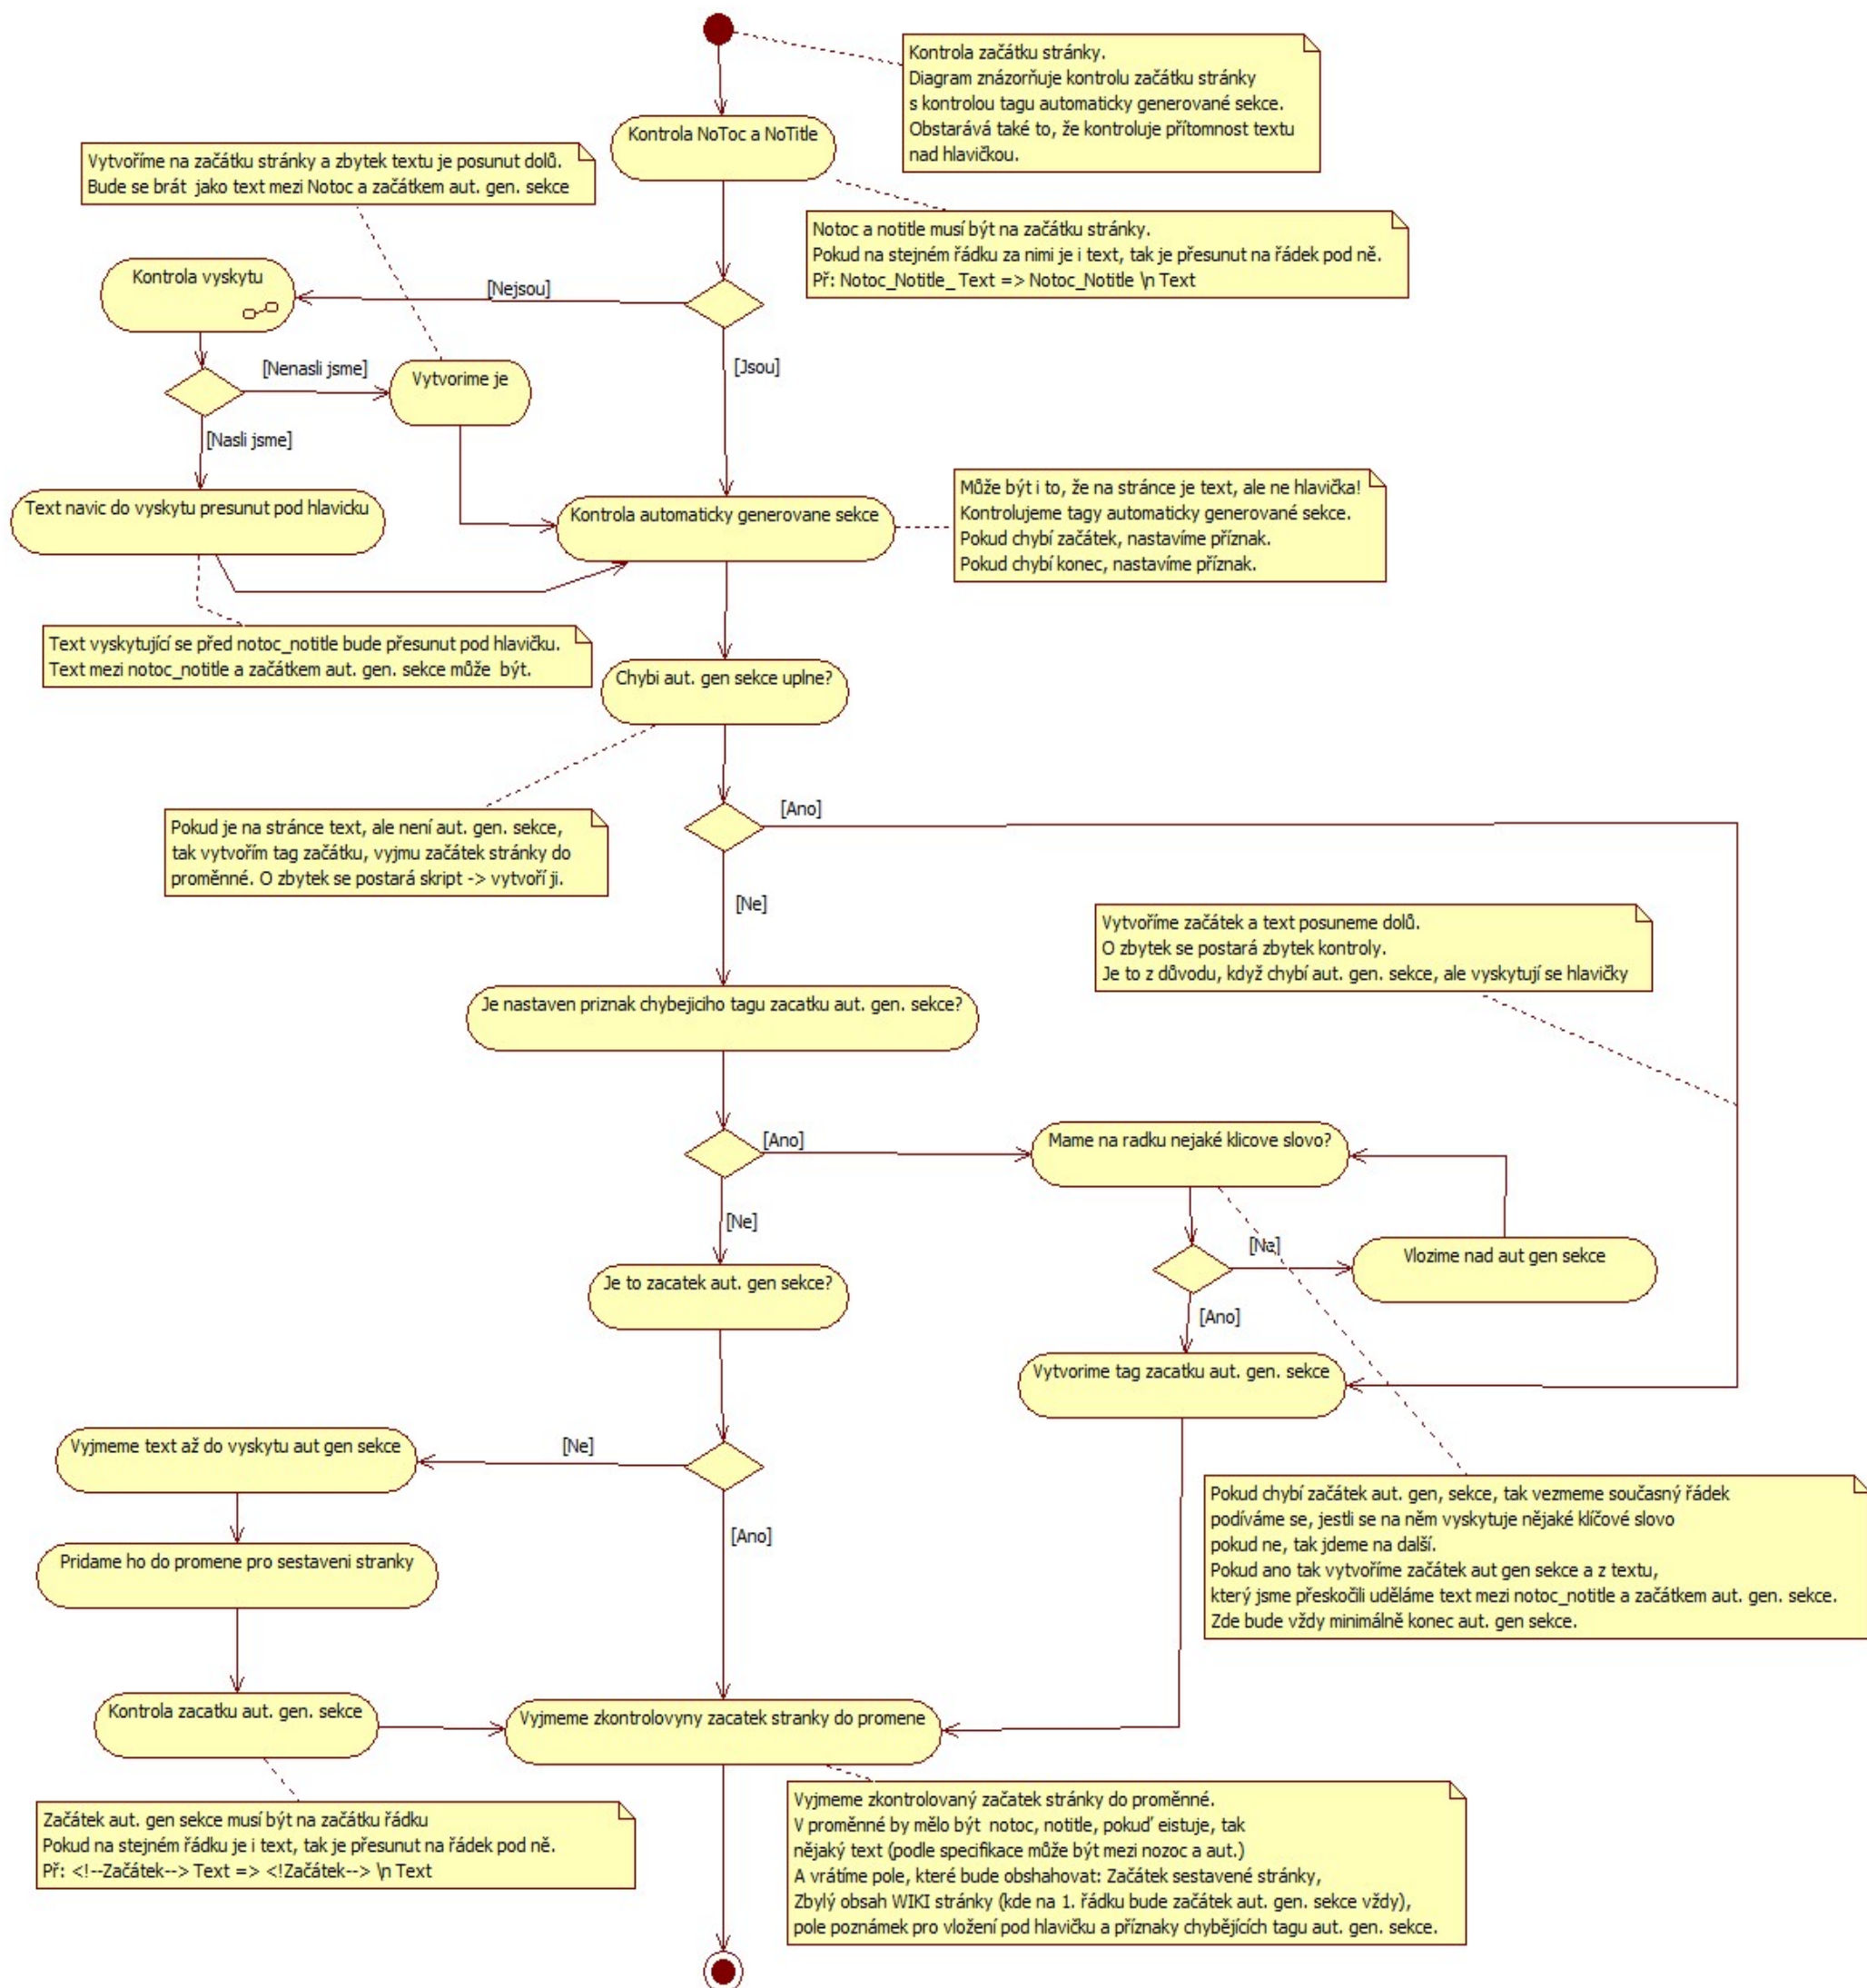 Kontrola začátku stránky.
Diagram znázorňuje kontrolu začátku stránky
s kontrolou tagu automaticky generované sekce.
Obstarává také to, že kontroluje přítomnost textu
nad hlavičkou.
Kontrola NoToc a NoTitle
Vytvoříme na začátku stránky a zbytek textu je posunut dolů.
Bude se brát jako text mezi Notoc a začátkem aut. gen. sekce
Notoc a notitle musí být na začátku stránky.
Pokud na stejném řádku za nimi je i text, tak je přesunut na řádek pod ně.
Př: Notoc_Notitle_ Text => Notoc_Notitle \n Text
Kontrola vyskytu
[Nejsou]
[Jsou]
[Nenasli jsme]
Vytvorime je
[Nasli jsme]
Text navic do vyskytu presunut pod hlavicku
Kontrola automaticky generovane sekce
Může být i to, že na stránce je text, ale ne hlavička!
Kontrolujeme tagy automaticky generované sekce.
Pokud chybí začátek, nastavíme příznak.
Pokud chybí konec, nastavíme příznak.
Text vyskytující se před notoc_notitle bude přesunut pod hlavičku.
Text mezi notoc_notitle a začátkem aut. gen. sekce může být.
Chybi aut. gen sekce uplne?
[Ano]
Pokud je na stránce text, ale není aut. gen. sekce,
tak vytvořím tag začátku, vyjmu začátek stránky do
proměnné. O zbytek se postará skript -> vytvoří ji.
[Ne]
Vytvoříme začátek a text posuneme dolů.
O zbytek se postará zbytek kontroly.
Je to z důvodu, když chybí aut. gen. sekce, ale vyskytují se hlavičky
Je nastaven priznak chybejiciho tagu zacatku aut. gen. sekce?
[Ano]
Mame na radku nejaké klicove slovo?
[Ne]
[Ne]
Vlozime nad aut gen sekce
Je to zacatek aut. gen sekce?
[Ano]
Vytvorime tag zacatku aut. gen. sekce
Vyjmeme text až do vyskytu aut gen sekce
[Ne]
[Ano]
Pokud chybí začátek aut. gen, sekce, tak vezmeme současný řádek
podíváme se, jestli se na něm vyskytuje nějaké klíčové slovo
pokud ne, tak jdeme na další.
Pokud ano tak vytvoříme začátek aut gen sekce a z textu,
který jsme přeskočili uděláme text mezi notoc_notitle a začátkem aut. gen. sekce.
Zde bude vždy minimálně konec aut. gen sekce.
Pridame ho do promene pro sestaveni stranky
Kontrola zacatku aut. gen. sekce
Vyjmeme zkontrolovyny zacatek stranky do promene
Začátek aut. gen sekce musí být na začátku řádku
Pokud na stejném řádku je i text, tak je přesunut na řádek pod ně.
Př: <!--Začátek--> Text => <!Začátek--> \n Text
Vyjmeme zkontrolovaný začatek stránky do proměnné.
V proměnné by mělo být notoc, notitle, pokuď eistuje, tak
nějaký text (podle specifikace může být mezi nozoc a aut.)
A vrátíme pole, které bude obshahovat: Začátek sestavené stránky,
Zbylý obsah WIKI stránky (kde na 1. řádku bude začátek aut. gen. sekce vždy),
pole poznámek pro vložení pod hlavičku a příznaky chybějících tagu aut. gen. sekce.